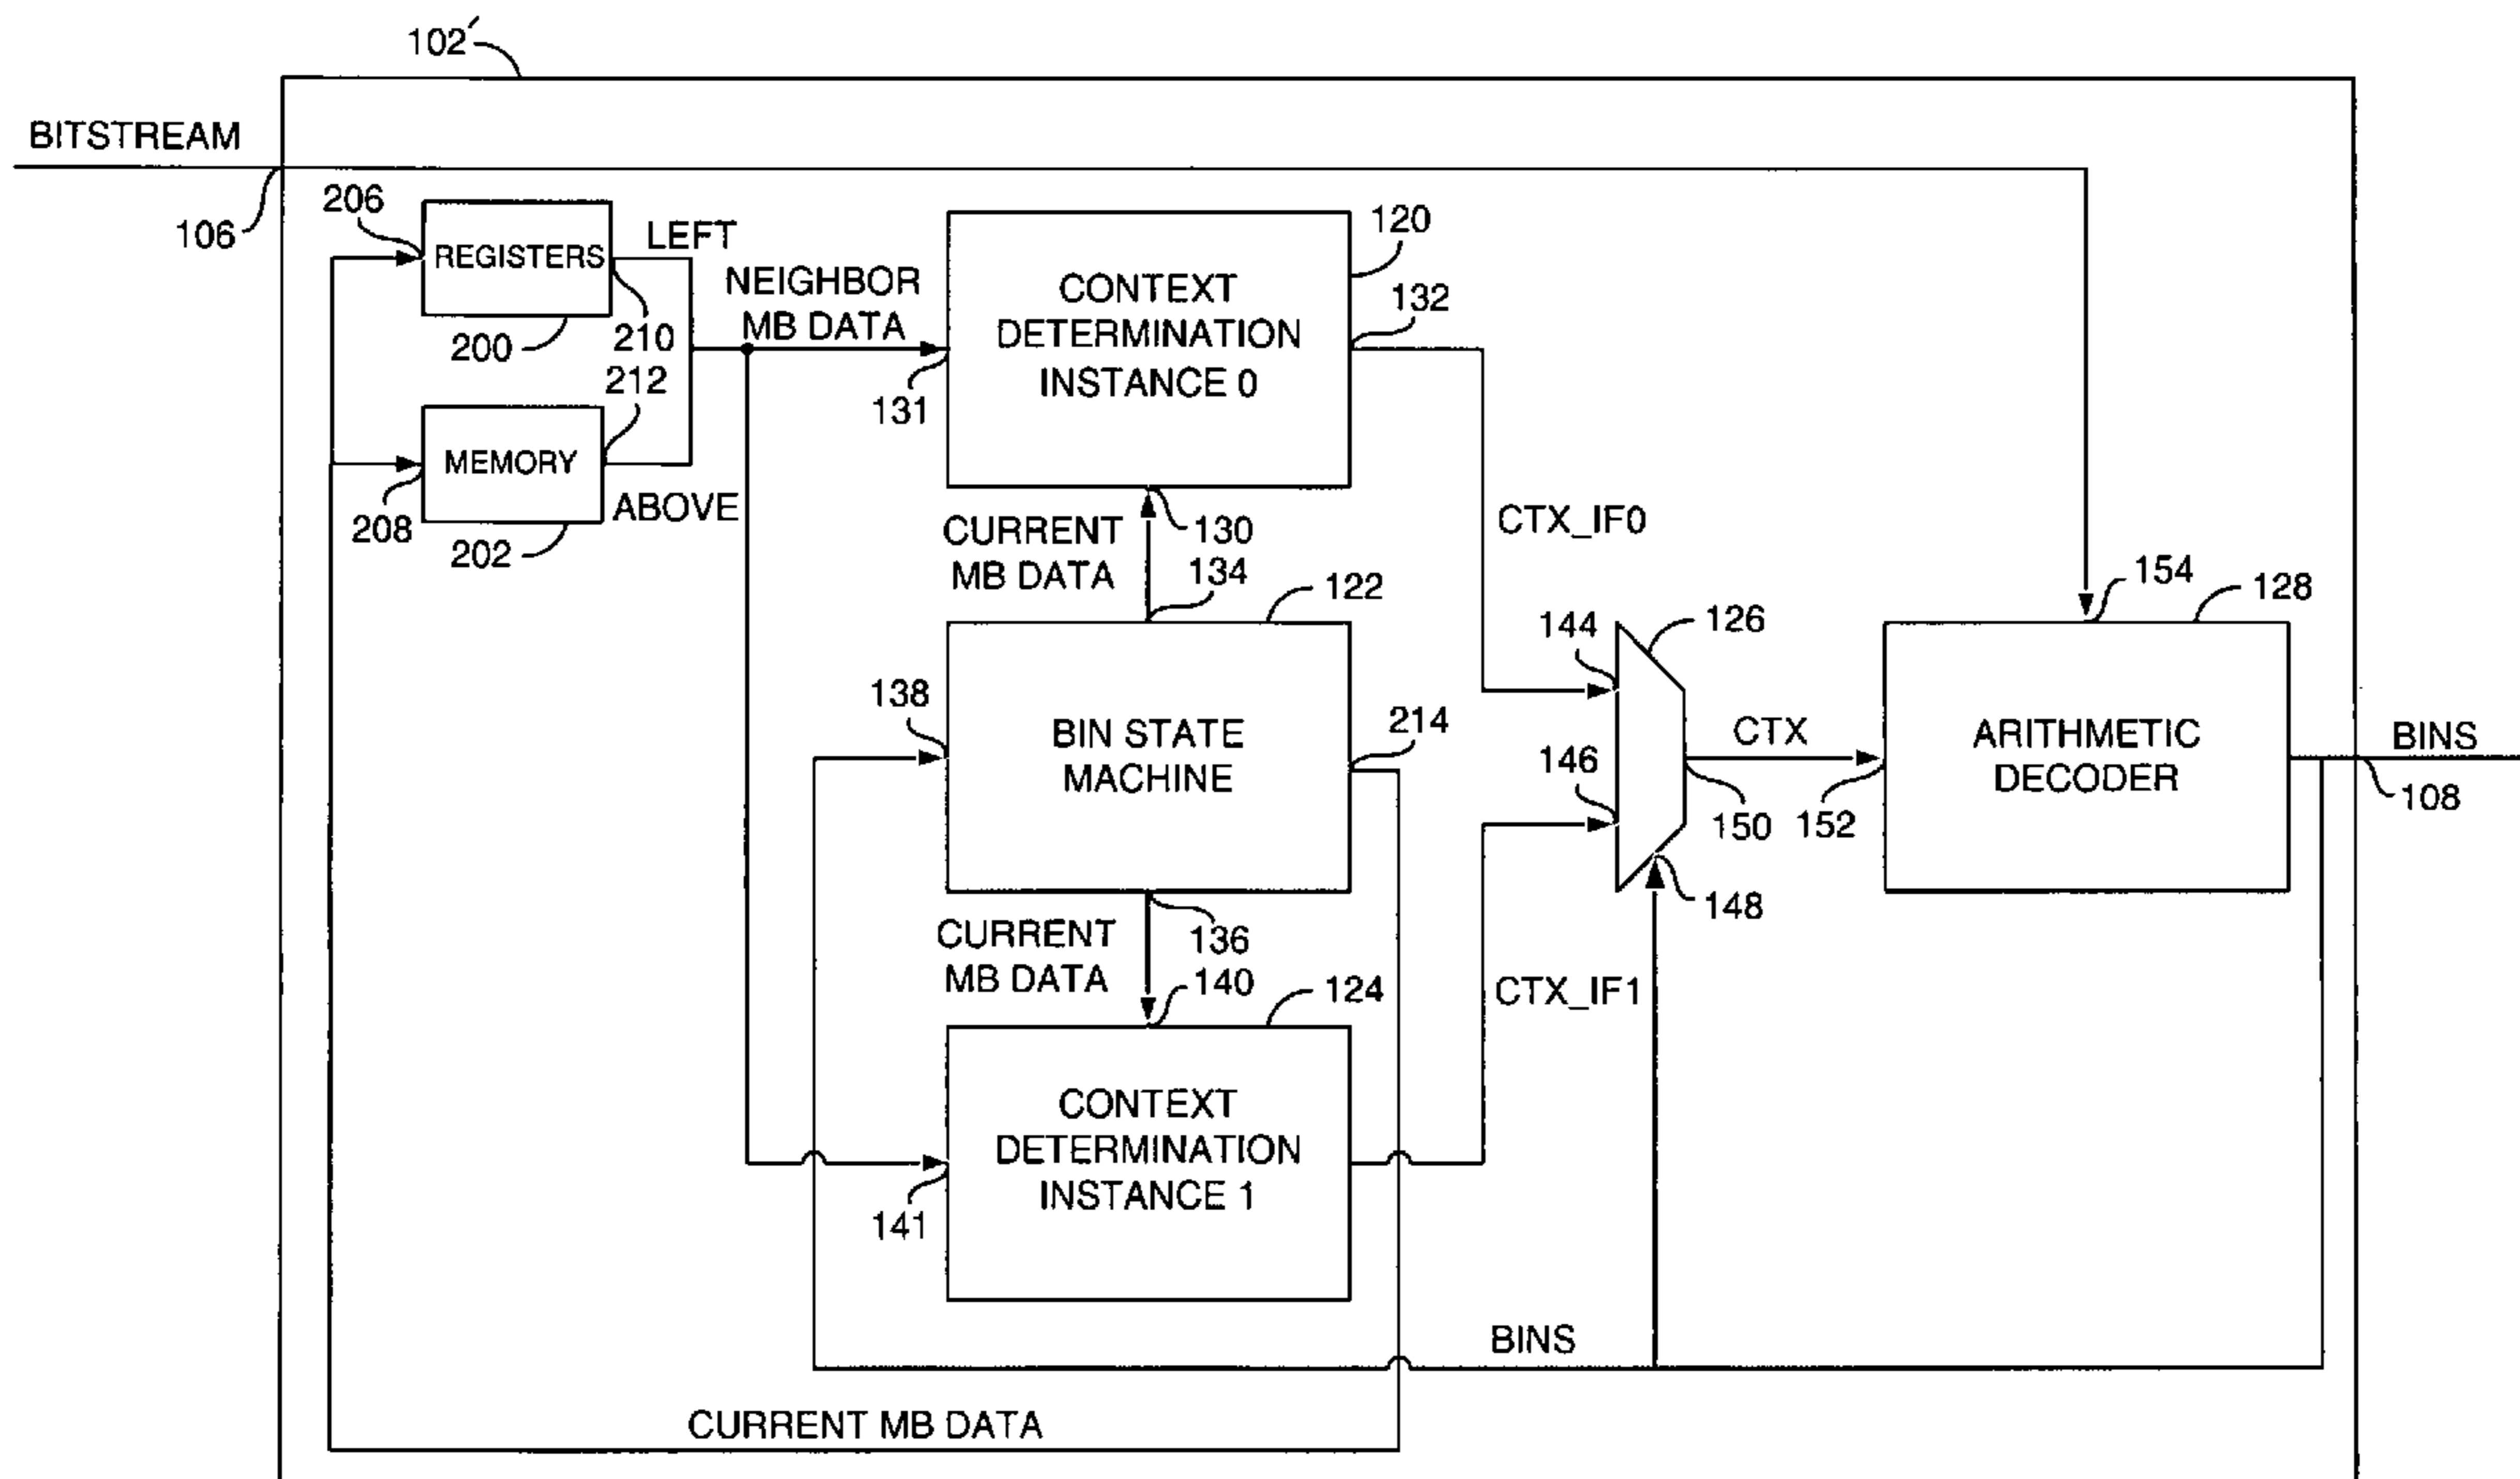 102′
BITSTREAM
106
206
REGISTERS
LEFT
200
210
212
MEMORY
208
202
ABOVE
NEIGHBOR
MB DATA
131
CONTEXT
DETERMINATION
INSTANCE 0
120
132
CURRENT
MB DATA
130
134
122
138
BIN STATE
MACHINE
214
CURRENT
MB DATA
136
140
124
CONTEXT
DETERMINATION
INSTANCE 1
141
CTX_IF0
144
126
146
CTX
150
152
148
CTX_IF1
154
128
ARITHMETIC
DECODER
BINS
108
BINS
CURRENT MB DATA